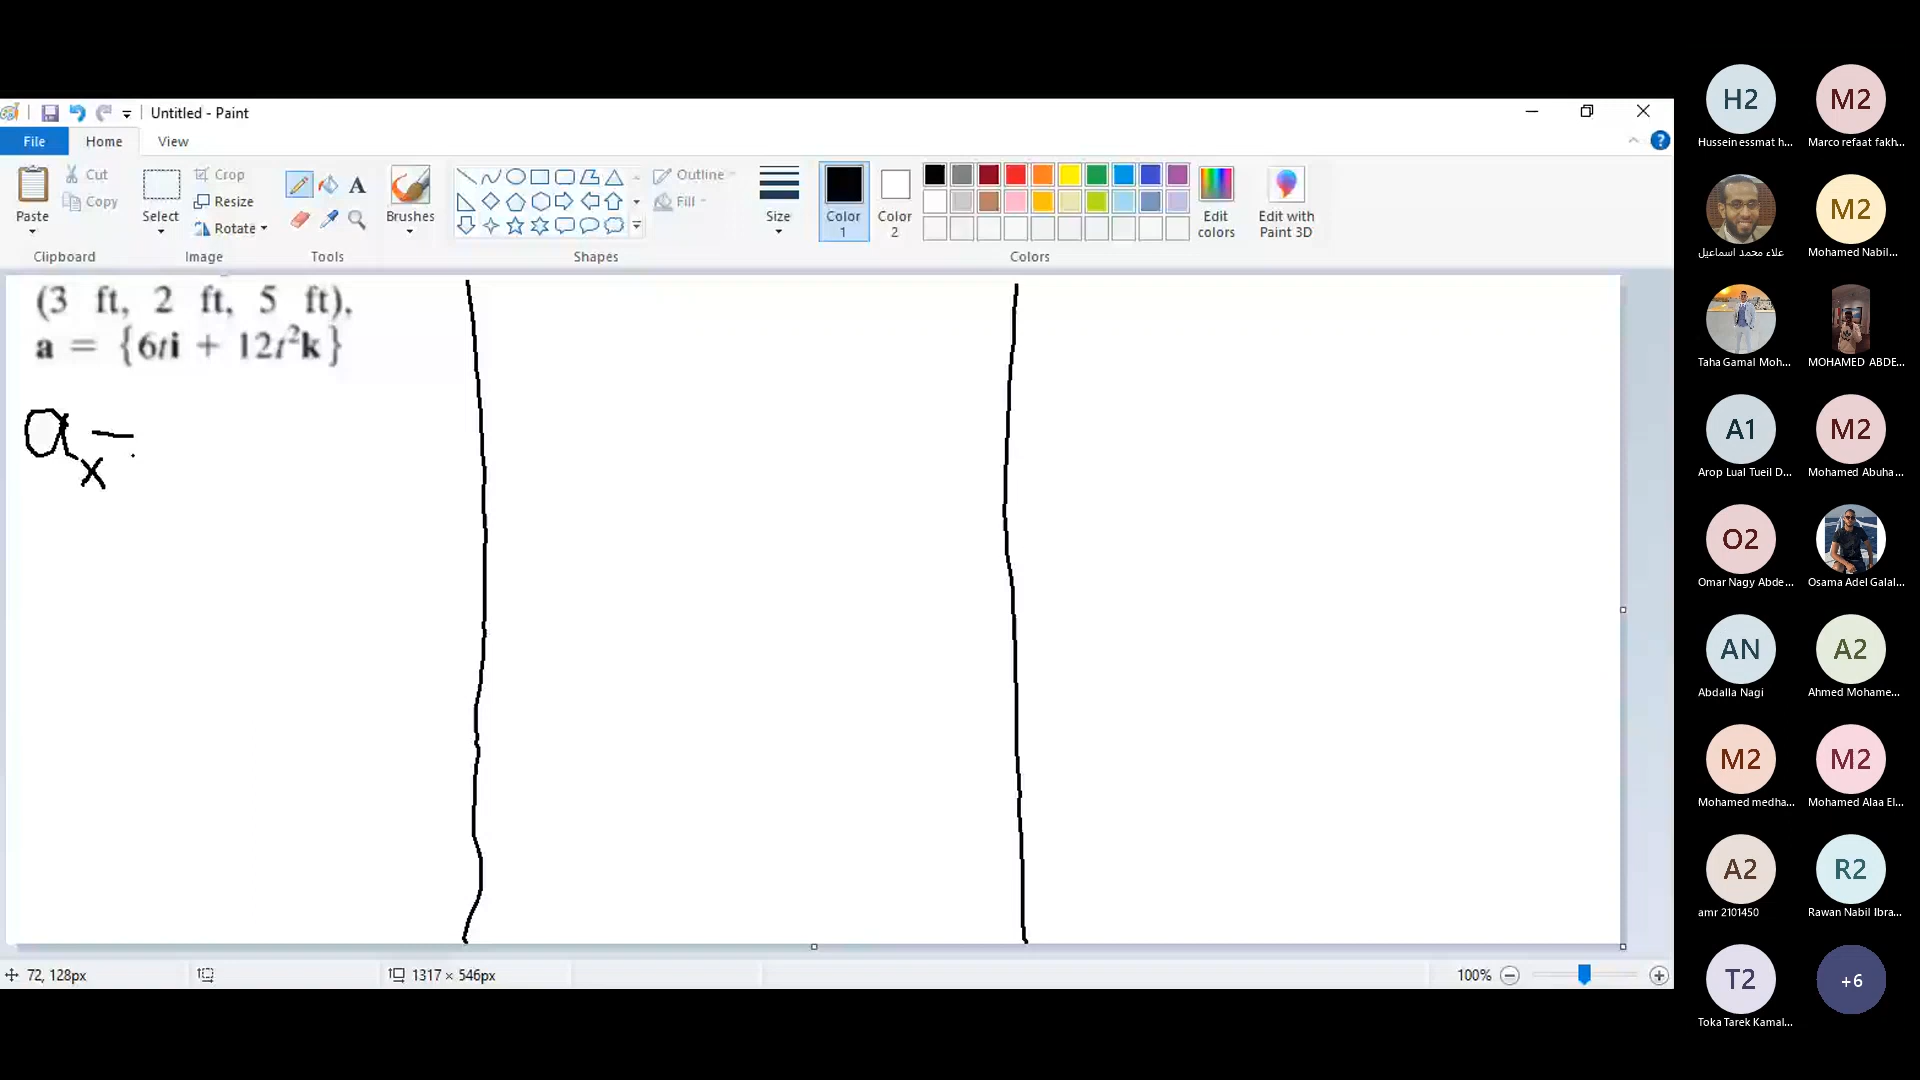 H2
M2
Hussein essmat h...
Marco refaat fakh...
Untitled - Paint
File
Home
View
Paste
Cut
Copy
Clipboard
Select
Crop
Resize
Rotate
Image
A
Tools
Brushes
Shapes
Outline
Fill
Size
Color 1
Color 2
Edit colors
Edit with Paint 3D
Colors
?
M2
علاء محمد اسماعيل
Mohamed Nabil...
(3 ft, 2 ft, 5 ft),
a = {6ti + 12t²k}
a x =
Taha Gamal Moh...
MOHAMED ABDE...
A1
M2
Arop Lual Tueil D...
Mohamed Abuha...
O2
Omar Nagy Abde...
Osama Adel Galal...
AN
A2
Abdalla Nagi
Ahmed Mohame...
M2
M2
Mohamed medha...
Mohamed Alaa El...
A2
R2
amr 2101450
Rawan Nabil Ibra...
T2
+6
Toka Tarek Kamal...
72, 128px
1317 × 546px
100%